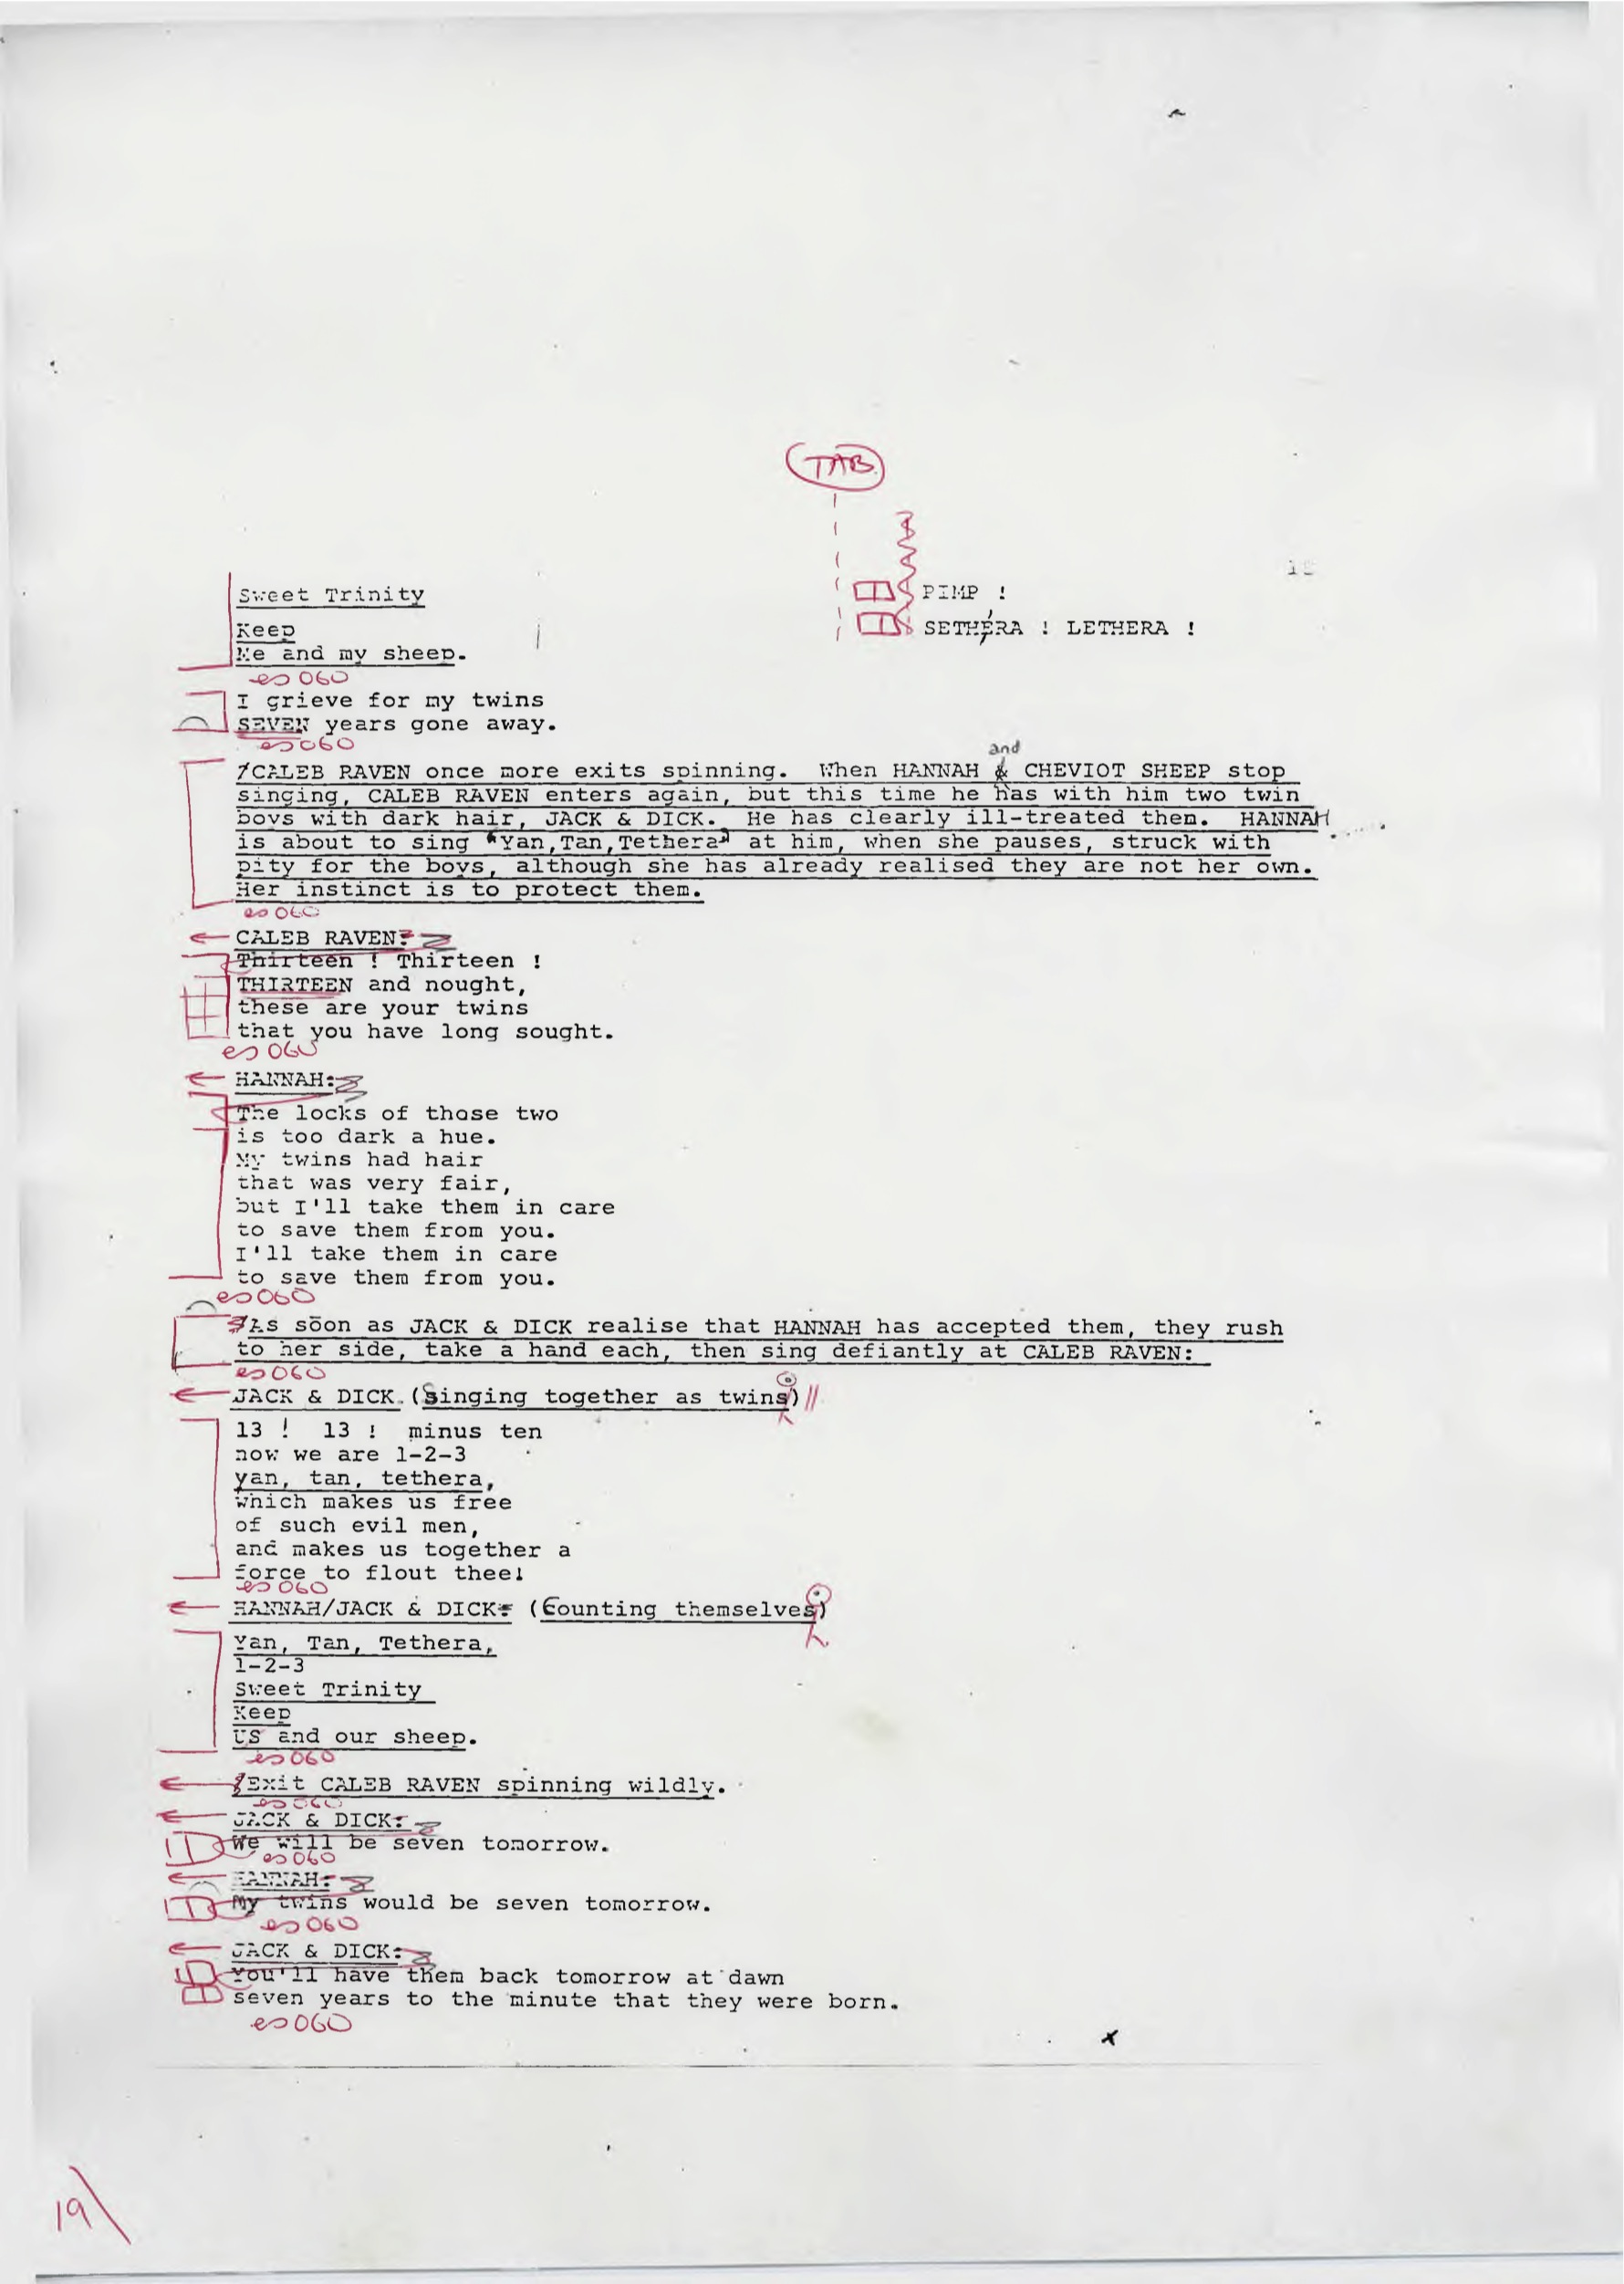 TAB
Sweet Trinity
PIMP !
Keep
SETHERA ! LETHERA !
Me and my sheep.
es 060
I grieve for my twins
SEVEN years gone away.
es 060
and
CALEB RAVEN once more exits spinning. When HANNAH & CHEVIOT SHEEP stop
singing, CALEB RAVEN enters again, but this time he has with him two twin
boys with dark hair, JACK & DICK. He has clearly ill-treated them. HANNAH
is about to sing "Yan,Tan,Tethera" at him, when she pauses, struck with
pity for the boys, although she has already realised they are not her own.
Her instinct is to protect them.
es 060
CALEB RAVEN:
Thirteen ! Thirteen !
THIRTEEN and nought,
these are your twins
that you have long sought.
es 060
HANNAH:
The locks of those two
is too dark a hue.
My twins had hair
that was very fair,
but I'll take them in care
to save them from you.
I'll take them in care
to save them from you.
es 060
As soon as JACK & DICK realise that HANNAH has accepted them, they rush
to her side, take a hand each, then sing defiantly at CALEB RAVEN:
es 060
JACK & DICK (Singing together as twins)
13 ! 13 ! minus ten
now we are 1-2-3
yan, tan, tethera,
which makes us free
of such evil men,
and makes us together a
force to flout thee!
es 060
HANNAH/JACK & DICK: (Counting themselves)
Yan, Tan, Tethera,
1-2-3
Sweet Trinity
Keep
US and our sheep.
es 060
Exit CALEB RAVEN spinning wildly.
es 060
JACK & DICK:
We will be seven tomorrow.
es 060
HANNAH:
My twins would be seven tomorrow.
es 060
JACK & DICK:
You'll have them back tomorrow at dawn
seven years to the minute that they were born.
es 060
19